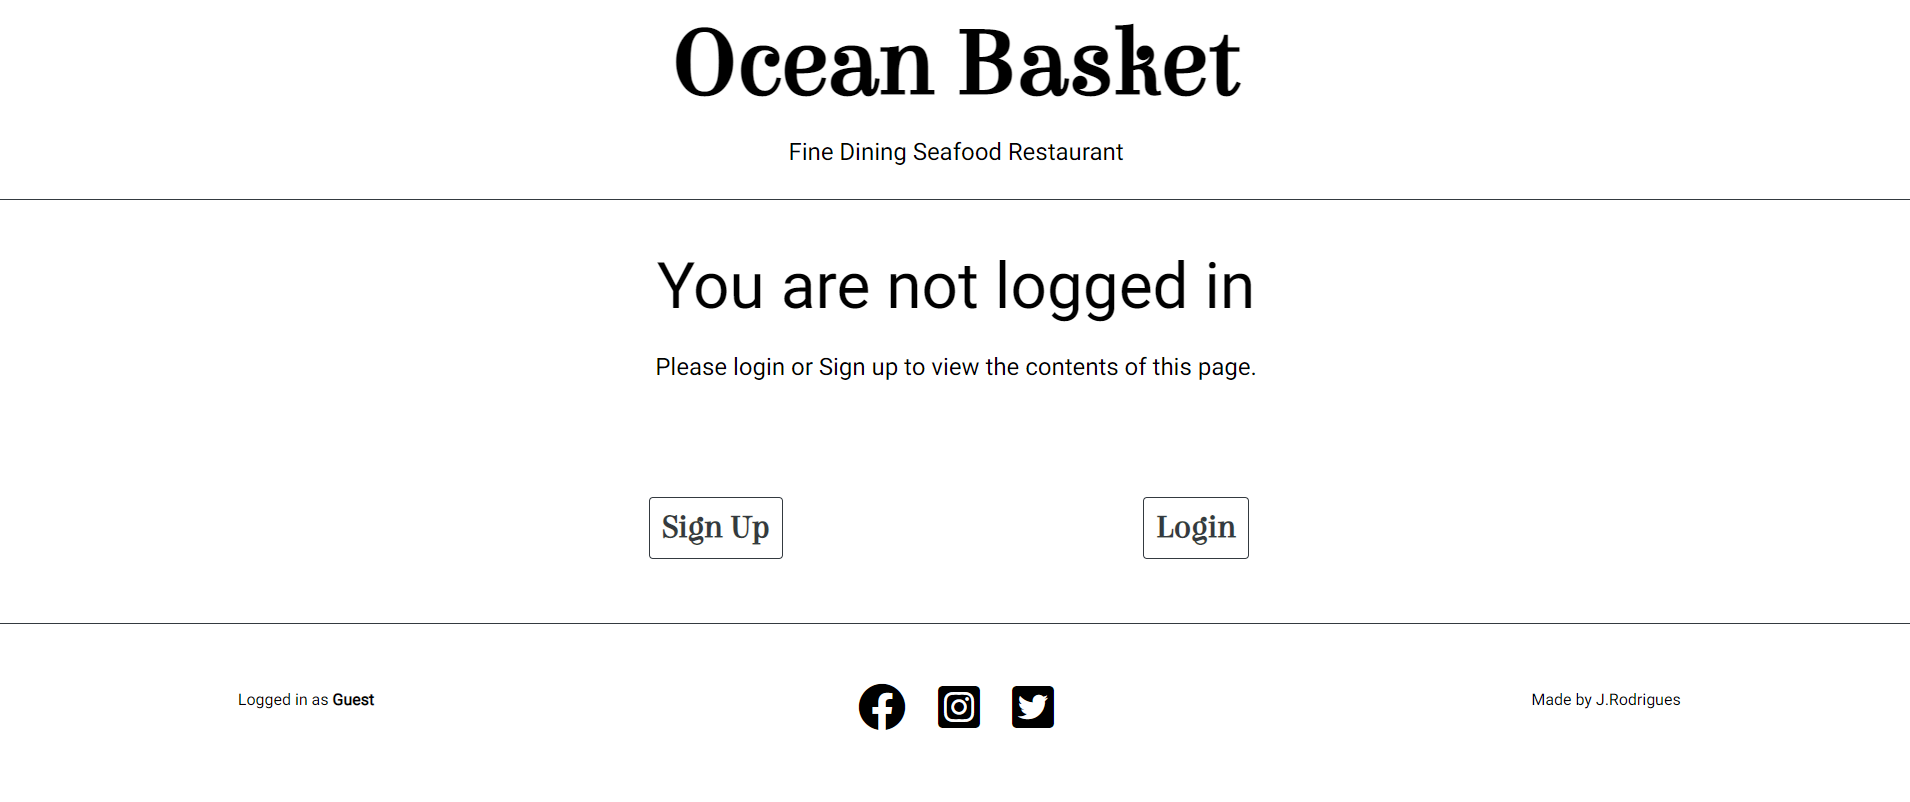 Ocean Basket
Fine Dining Seafood Restaurant
You are not logged in
Please login or Sign up to view the contents of this page.
Sign Up
Login
Logged in as Guest
Made by J.Rodrigues